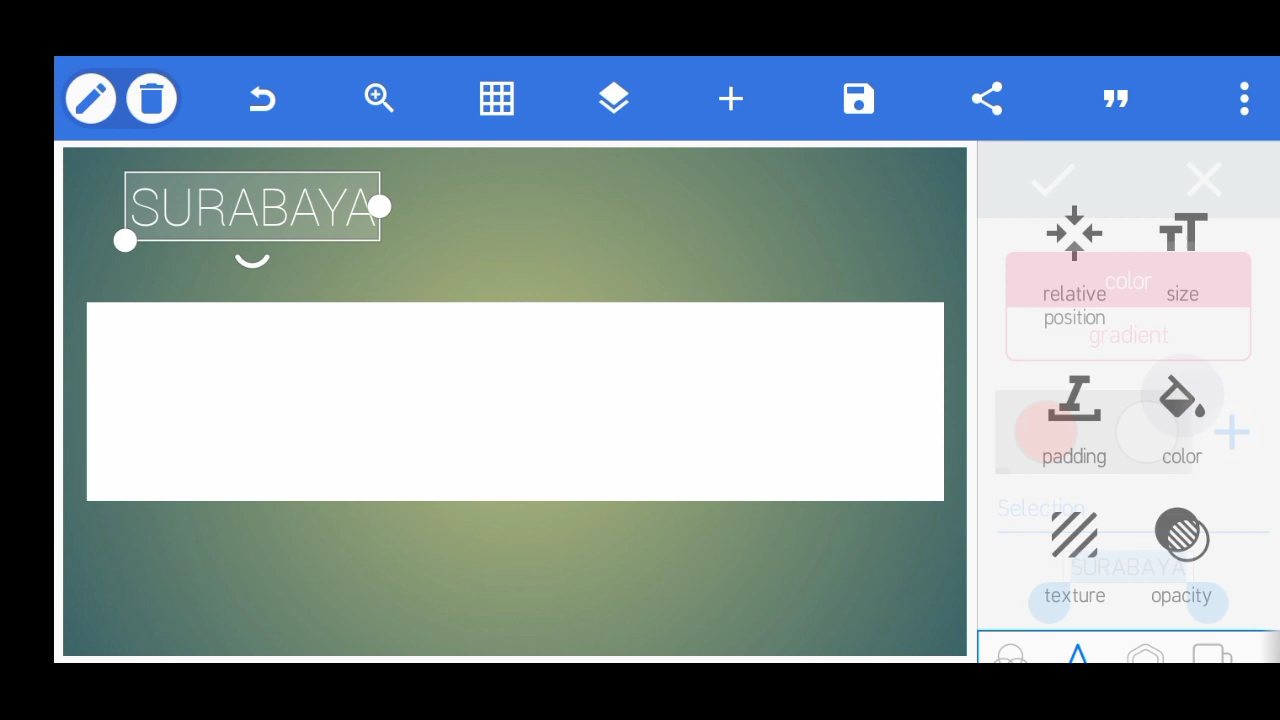 SURABAYA
color
relative
position
size
gradient
padding
color
Selection
SURABAYA
texture
opacity